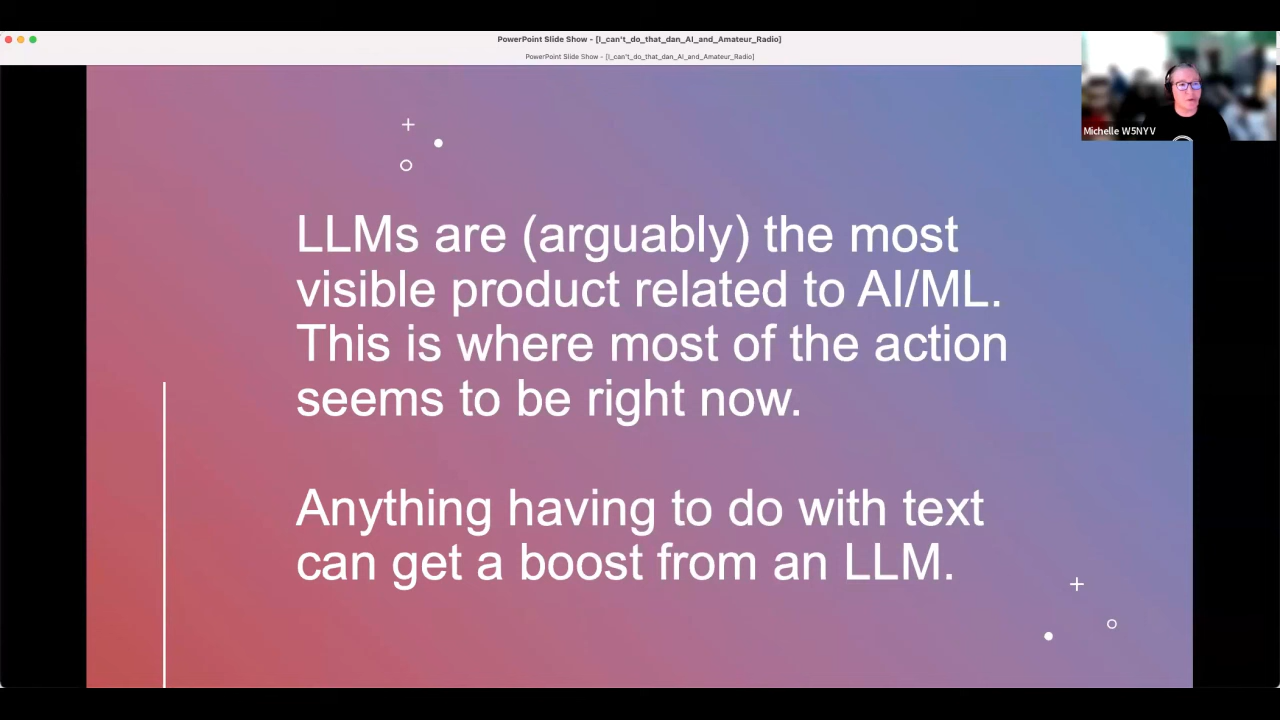 PowerPoint Slide Show - [I_can't_do_that_dan_AI_and_Amateur_Radio]
PowerPoint Slide Show - [I_can't_do_that_dan_AI_and_Amateur_Radio]
Michelle W5NYV
LLMs are (arguably) the most
visible product related to AI/ML.
This is where most of the action
seems to be right now.
Anything having to do with text
can get a boost from an LLM.